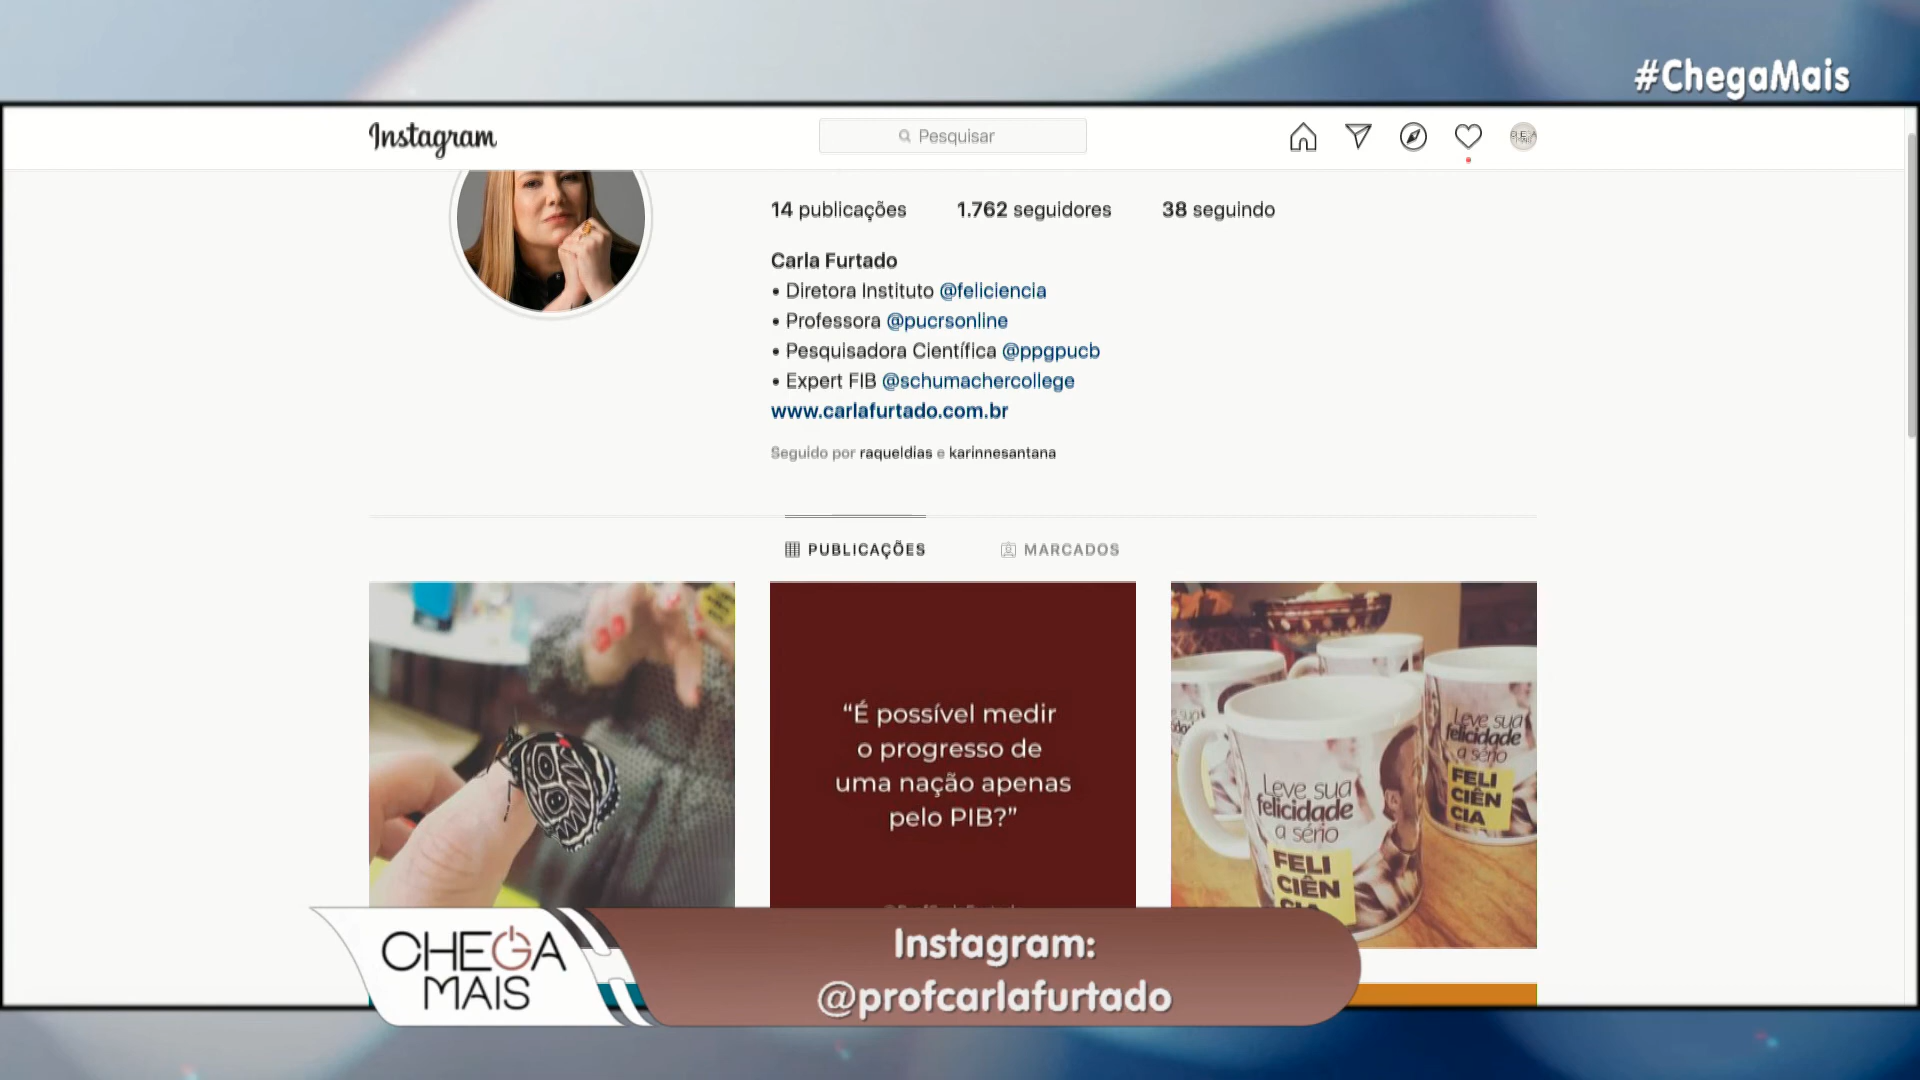 #ChegaMais
Instagram
Pesquisar
14 publicações 1.762 seguidores 38 seguindo
Carla Furtado
• Diretora Instituto @feliciencia
• Professora @pucrsonline
• Pesquisadora Científica @ppgpucb
• Expert FIB @schumachercollege
www.carlafurtado.com.br
Seguido por raqueldias e karinnesantana
PUBLICAÇÕES
MARCADOS
“É possível medir
o progresso de
uma nação apenas
pelo PIB?”
Leve sua
felicidade
a sério
FELI
CIÊN
CIA
Leve sua
felicidade
a sério
FELI
CIÊN
CIA
CHEGA
MAIS
Instagram:
@profcarlafurtado